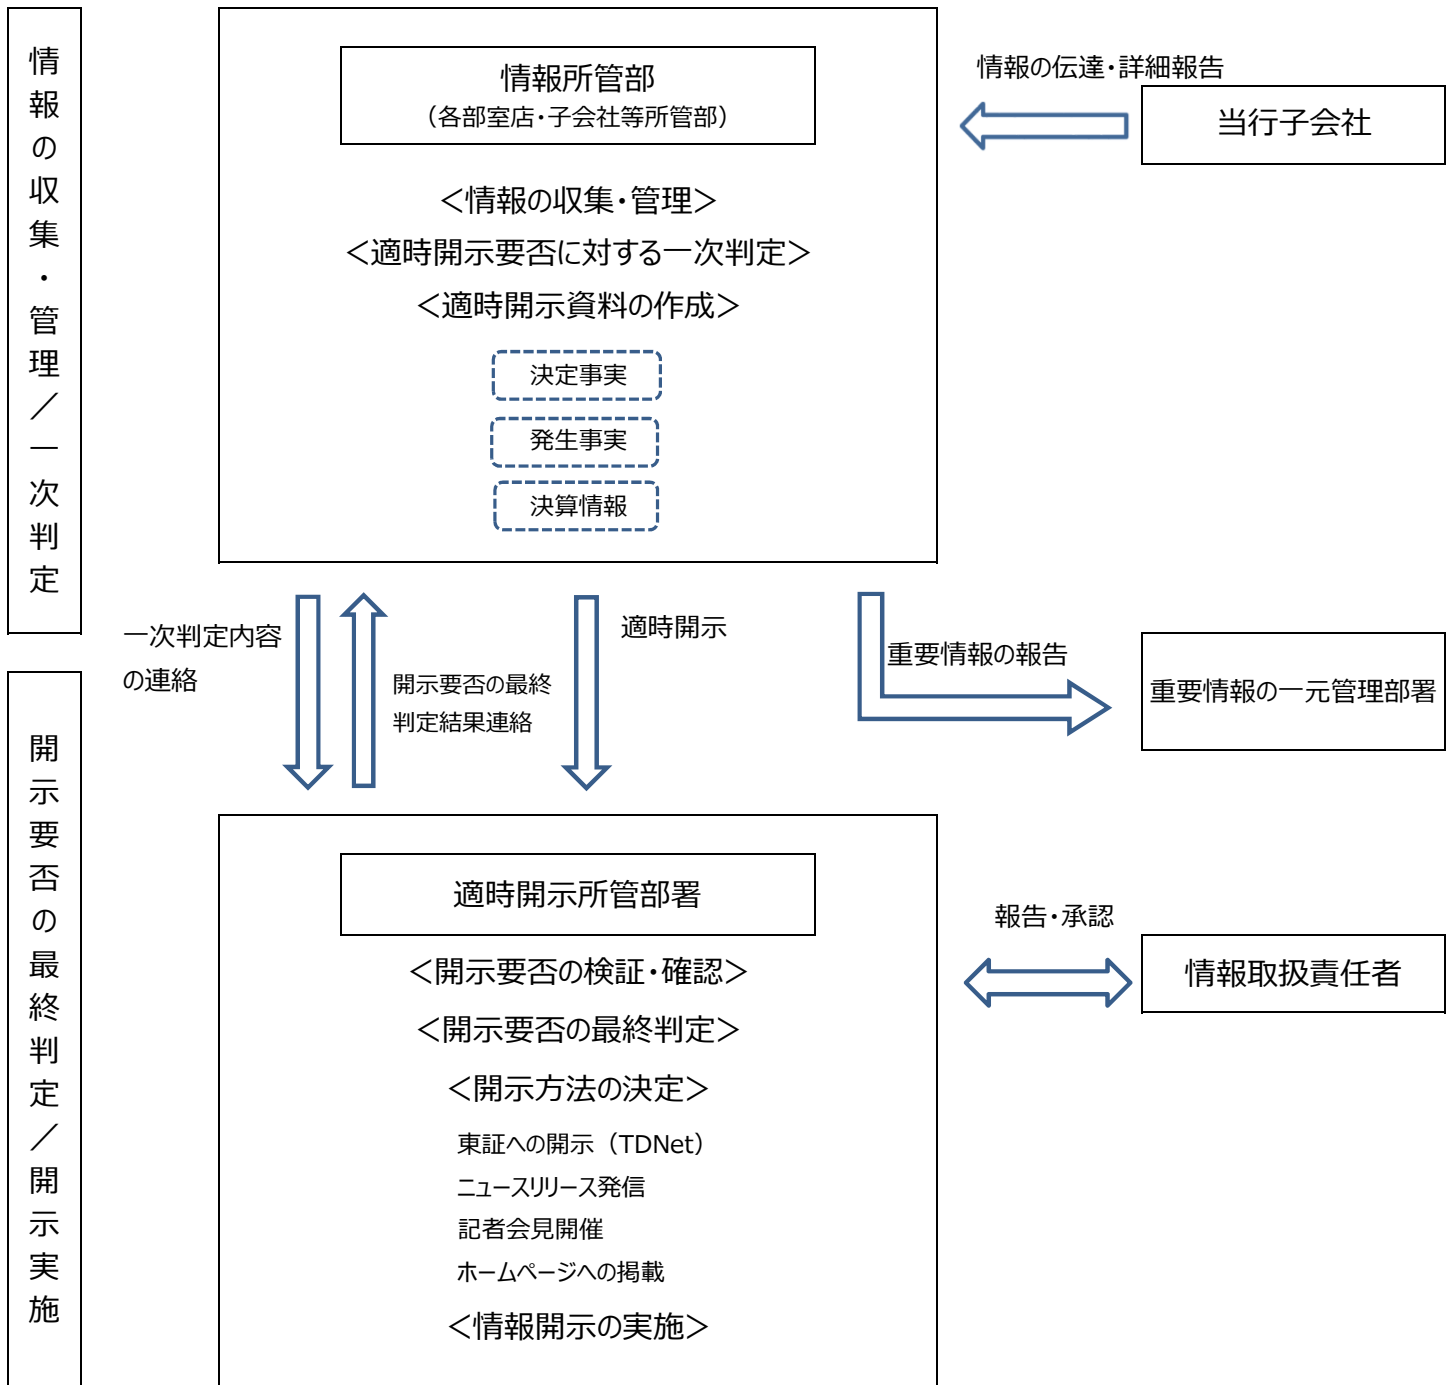 情報の収集・管理／一次判定
情報所管部
（各部室店・子会社等所管部）
＜情報の収集・管理＞
＜適時開示要否に対する一次判定＞
＜適時開示資料の作成＞
決定事実
発生事実
決算情報
情報の伝達・詳細報告
当行子会社
一次判定内容
の連絡
開示要否の最終
判定結果連絡
適時開示
重要情報の報告
重要情報の一元管理部署
開示要否の最終判定／開示実施
適時開示所管部署
＜開示要否の検証・確認＞
＜開示要否の最終判定＞
＜開示方法の決定＞
東証への開示（TDNet）
ニュースリリース発信
記者会見開催
ホームページへの掲載
＜情報開示の実施＞
報告・承認
情報取扱責任者